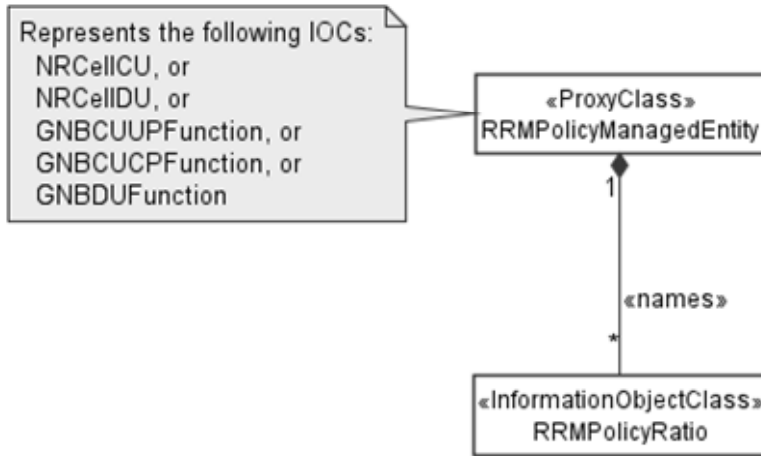 Represents the following IOCs:
NRCellCU, or
NRCellDU, or
GNBCUUPFunction, or
GNBCUCPFunction, or
GNBDUFunction
«ProxyClass»
RRMPolicyManagedEntity
1
«names»
*
«InformationObjectClass»
RRMPolicyRatio